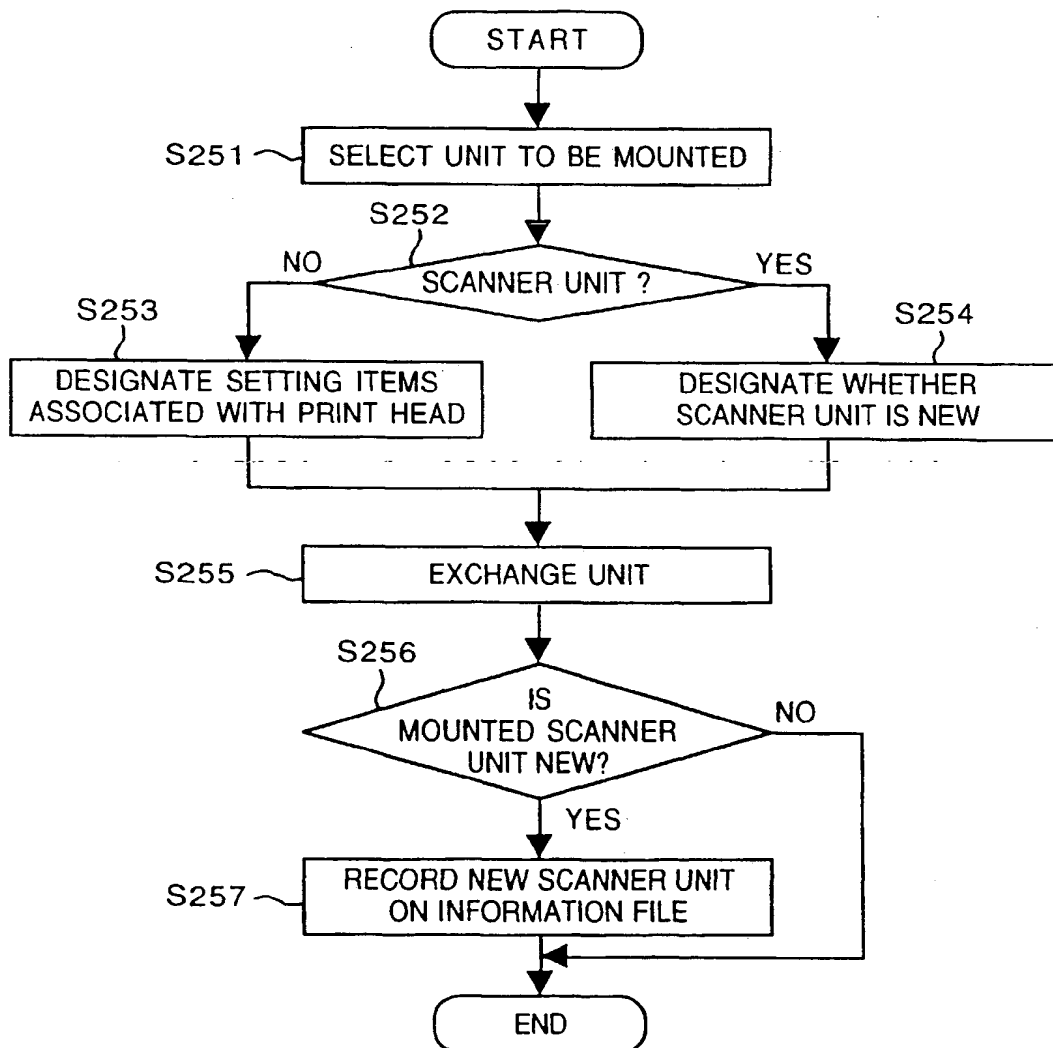 START
S251
SELECT UNIT TO BE MOUNTED
S252
NO
SCANNER UNIT ?
YES
S253
S254
DESIGNATE SETTING ITEMS
ASSOCIATED WITH PRINT HEAD
DESIGNATE WHETHER
SCANNER UNIT IS NEW
S255
EXCHANGE UNIT
S256
IS
MOUNTED SCANNER
UNIT NEW?
NO
YES
S257
RECORD NEW SCANNER UNIT
ON INFORMATION FILE
END